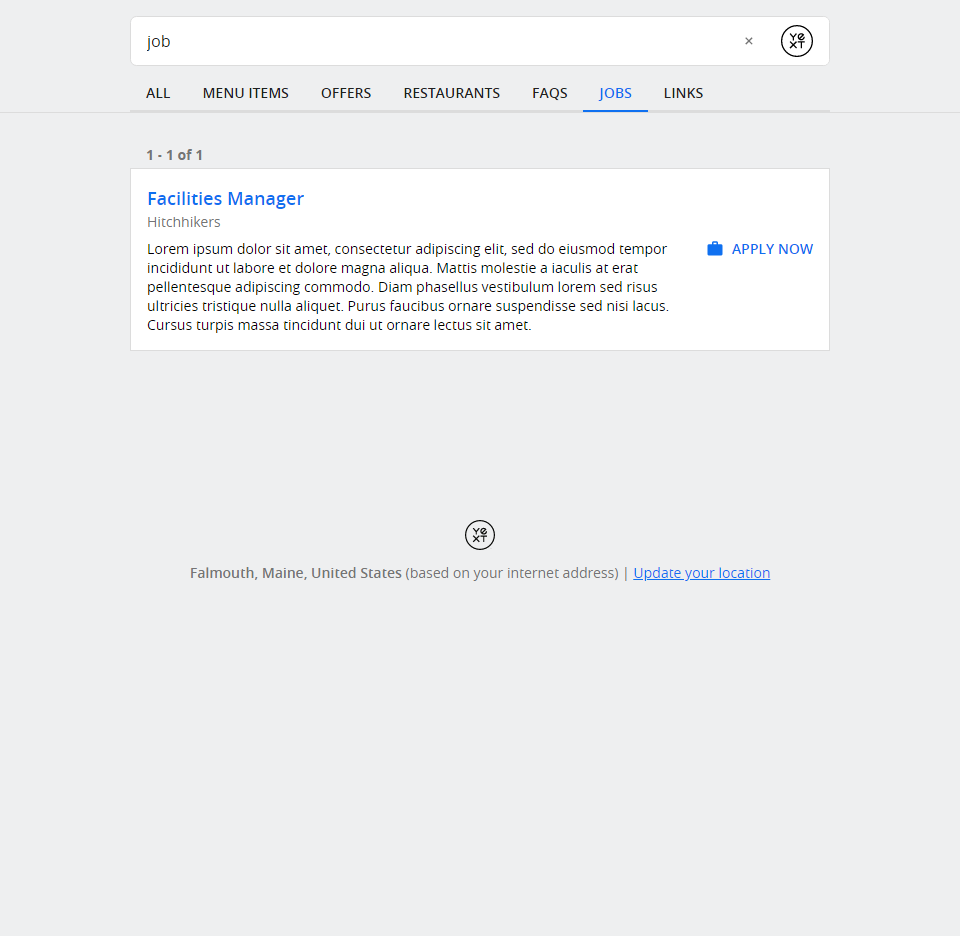 job ×
YEXT
ALL MENU ITEMS OFFERS RESTAURANTS FAQS JOBS LINKS
1 - 1 of 1
Facilities Manager
Hitchhikers
Lorem ipsum dolor sit amet, consectetur adipiscing elit, sed do eiusmod tempor
incididunt ut labore et dolore magna aliqua. Mattis molestie a iaculis at erat
pellentesque adipiscing commodo. Diam phasellus vestibulum lorem sed risus
ultricies tristique nulla aliquet. Purus faucibus ornare suspendisse sed nisi lacus.
Cursus turpis massa tincidunt dui ut ornare lectus sit amet.
APPLY NOW
YEXT
Falmouth, Maine, United States (based on your internet address) | Update your location